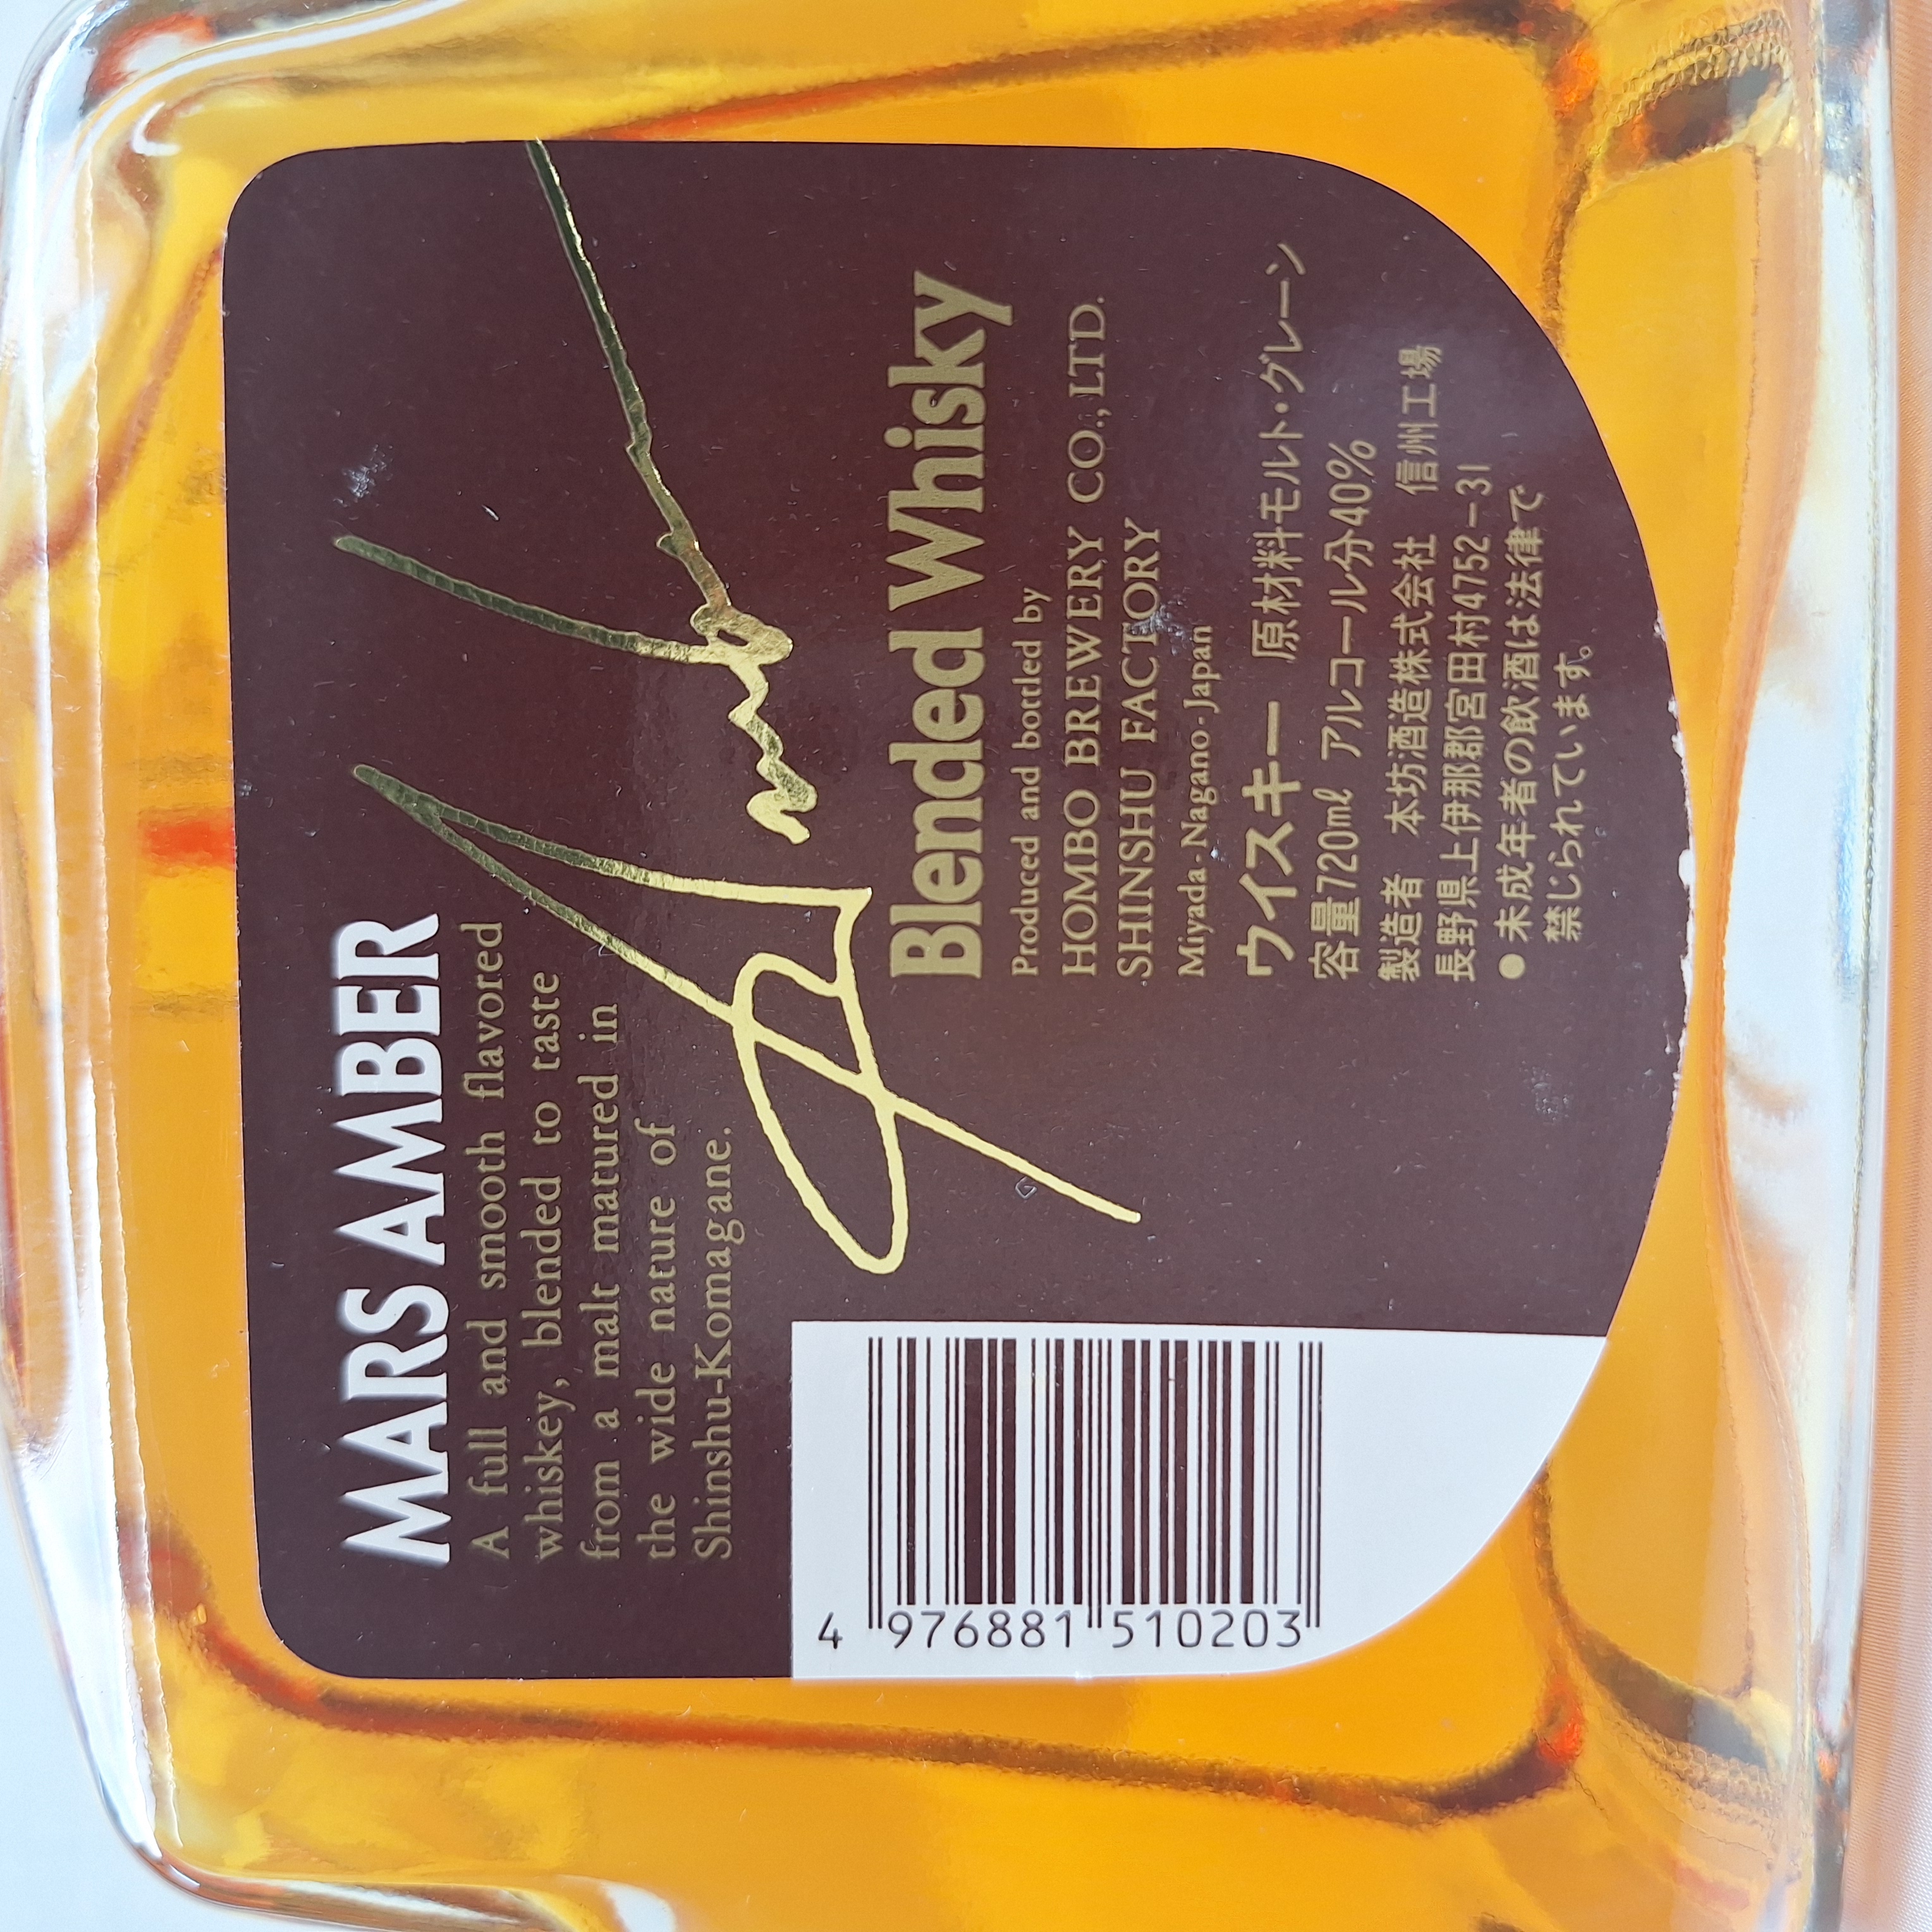 MARS AMBER
A full and smooth flavored
whiskey, blended to taste
from a malt matured in
the wide nature of
Shinshu-Komagane.
Blended Whisky
Produced and bottled by
HOMBO BREWERY CO.,LTD.
SHINSHU FACTORY
Miyada·Nagano·Japan
ウイスキー 原材料モルト・グレーン
容量720ml アルコール分40%
製造者 本坊酒造株式会社 信州工場
長野県上伊那郡宮田村4752-31
●未成年者の飲酒は法律で
禁じられています。
4 976881 510203